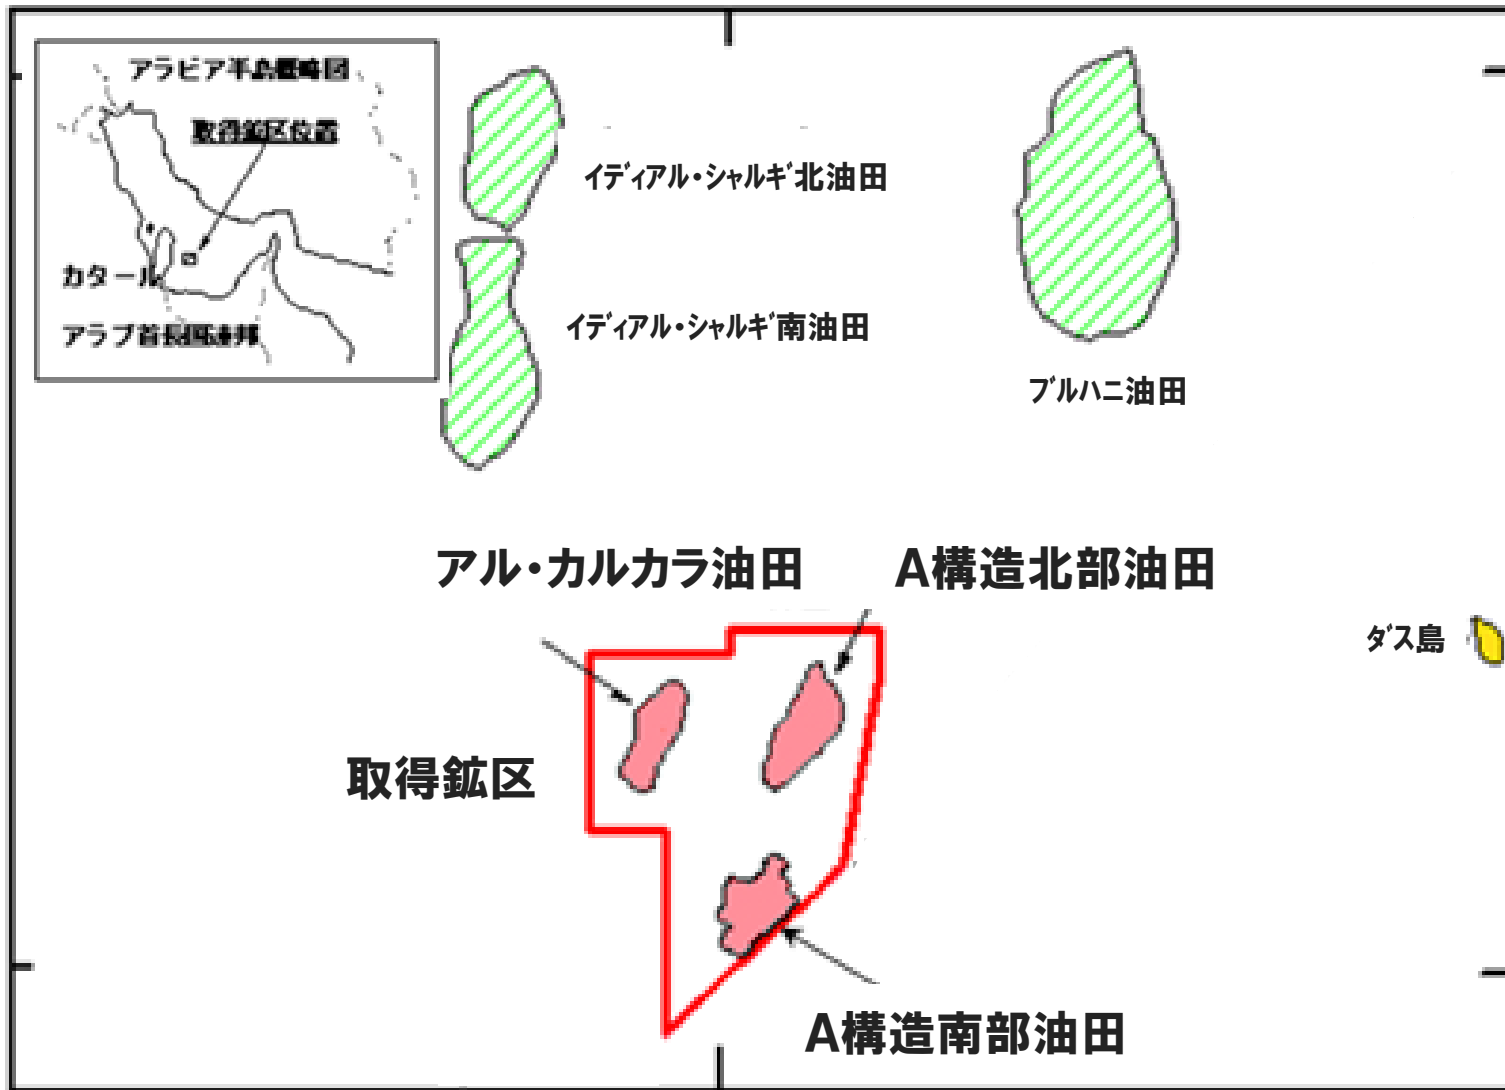 アラビア半島概略図
取得鉱区位置
カタール
アラブ首長国連邦
イディアル・シャルギ北油田
イディアル・シャルギ南油田
ブルハニ油田
アル・カルカラ油田
A構造北部油田
ダス島
取得鉱区
A構造南部油田